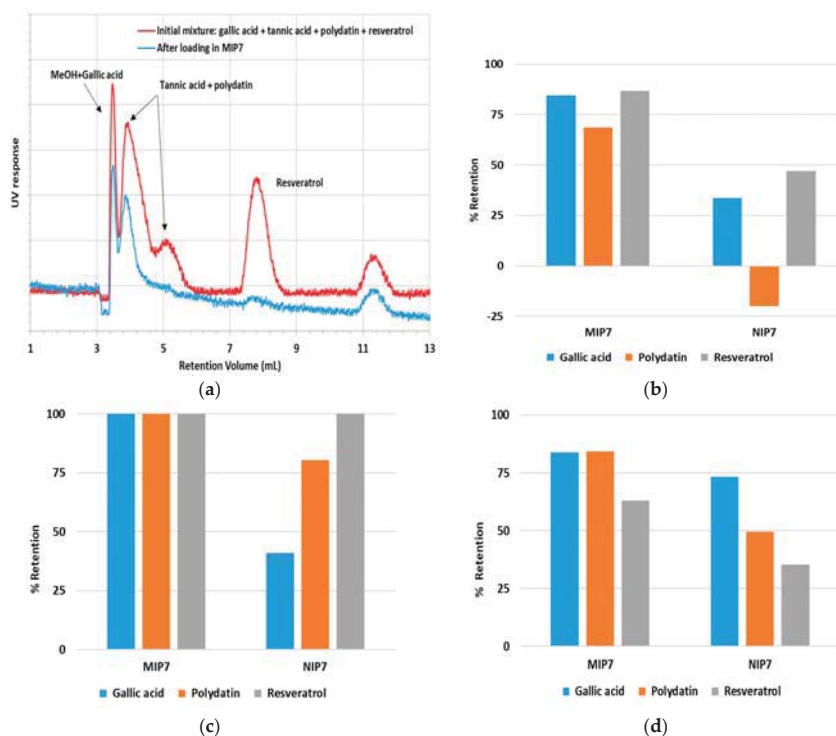 Initial mixture: gallic acid + tannic acid + polydatin + resveratrol
After loading in MIP7
MeOH+Gallic acid
Tannic acid + polydatin
Resveratrol
UV response
1 3 5 7 9 11 13
Retention Volume (mL)
(a)
100
75
50
25
0
-25
% Retention
MIP7 NIP7
Gallic acid Polydatin Resveratrol
(b)
100
75
50
25
0
% Retention
MIP7 NIP7
Gallic acid Polydatin Resveratrol
(c)
100
75
50
25
0
% Retention
MIP7 NIP7
Gallic acid Polydatin Resveratrol
(d)